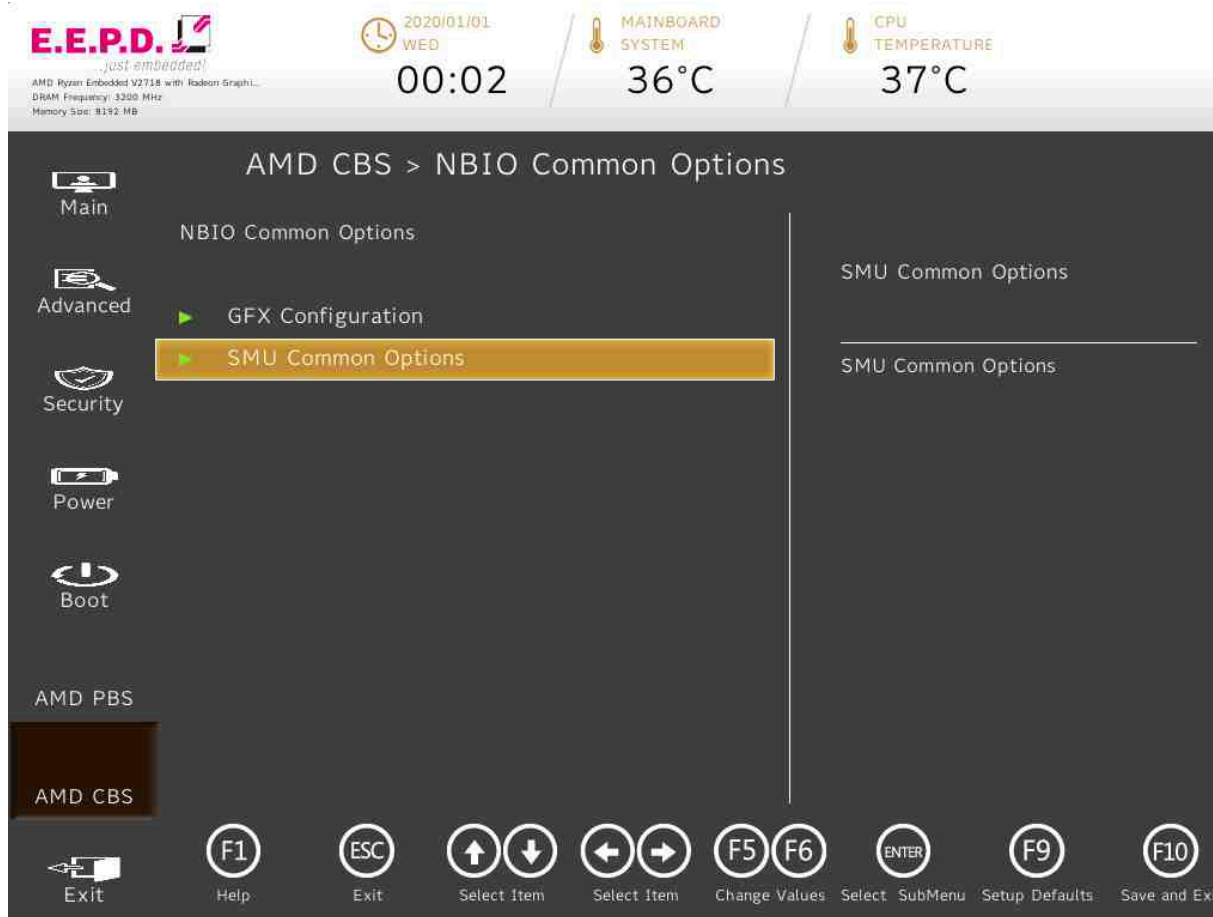 E.E.P.D.
...just embedded!
AMD Ryzen Embedded V2718 with Radeon Graphi...
DRAM Frequency: 3200 MHz
Memory Size: 8192 MB
2020/01/01
WED
00:02
MAINBOARD
SYSTEM
36°C
CPU
TEMPERATURE
37°C
AMD CBS > NBIO Common Options
Main
Advanced
Security
Power
Boot
AMD PBS
AMD CBS
Exit
NBIO Common Options
GFX Configuration
SMU Common Options
SMU Common Options
SMU Common Options
F1
Help
ESC
Exit
Select Item
Select Item
F5 F6
Change Values
ENTER
Select SubMenu
F9
Setup Defaults
F10
Save and Exi